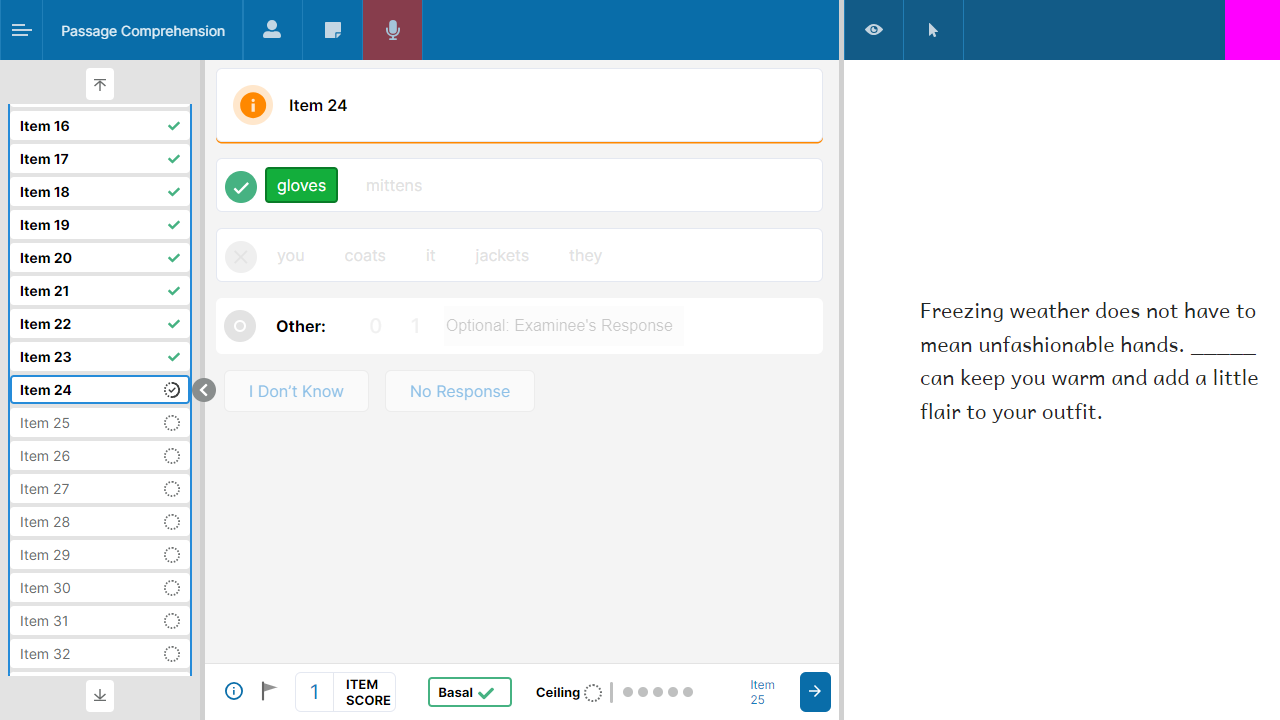 Passage Comprehension
Item 16
Item 17
Item 18
Item 19
Item 20
Item 21
Item 22
Item 23
Item 24
Item 25
Item 26
Item 27
Item 28
Item 29
Item 30
Item 31
Item 32
Item 24
gloves mittens
you coats it jackets they
Other: 0 1 Optional: Examinee's Response
I Don't Know No Response
1 ITEM SCORE
Basal
Ceiling
Item 25
Freezing weather does not have to
mean unfashionable hands. ______
can keep you warm and add a little
flair to your outfit.